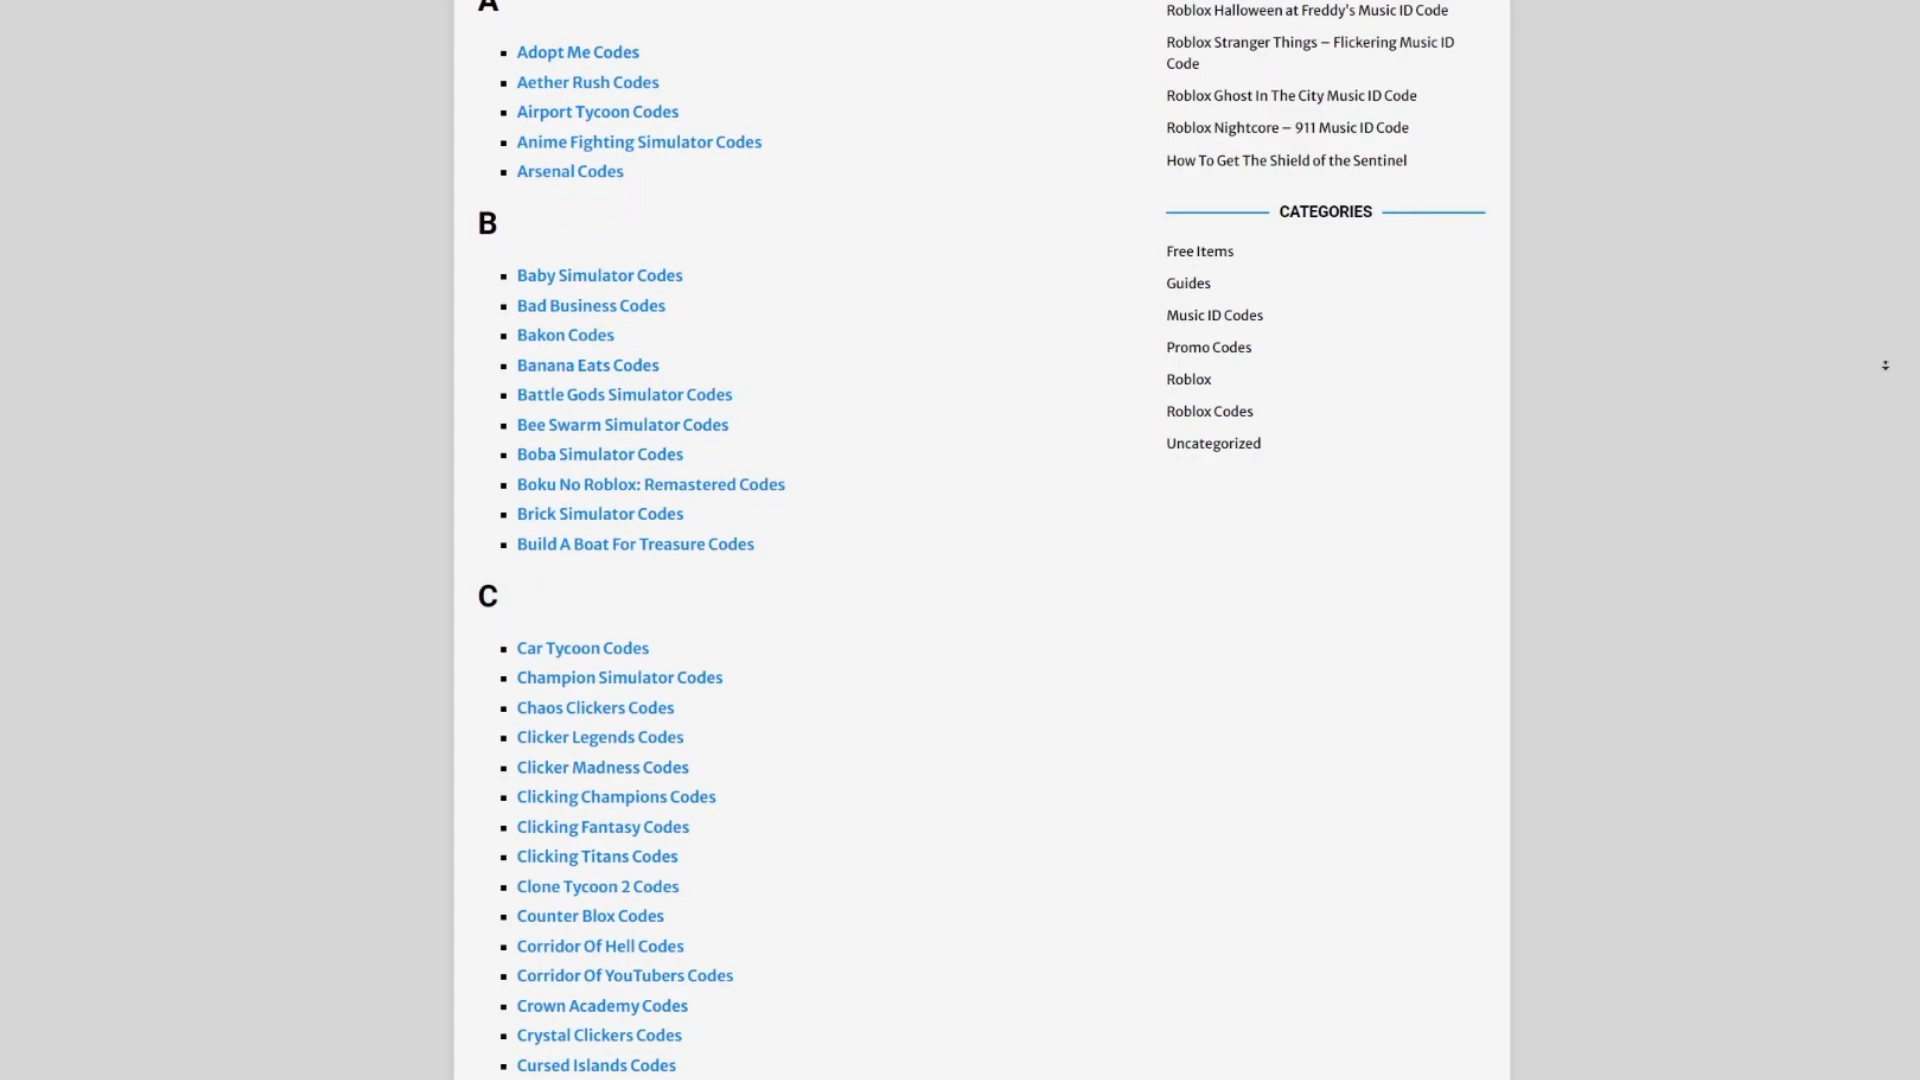 A
Adopt Me Codes
Aether Rush Codes
Airport Tycoon Codes
Anime Fighting Simulator Codes
Arsenal Codes
B
Baby Simulator Codes
Bad Business Codes
Bakon Codes
Banana Eats Codes
Battle Gods Simulator Codes
Bee Swarm Simulator Codes
Boba Simulator Codes
Boku No Roblox: Remastered Codes
Brick Simulator Codes
Build A Boat For Treasure Codes
C
Car Tycoon Codes
Champion Simulator Codes
Chaos Clickers Codes
Clicker Legends Codes
Clicker Madness Codes
Clicking Champions Codes
Clicking Fantasy Codes
Clicking Titans Codes
Clone Tycoon 2 Codes
Counter Blox Codes
Corridor Of Hell Codes
Corridor Of YouTubers Codes
Crown Academy Codes
Crystal Clickers Codes
Cursed Islands Codes
Roblox Halloween at Freddy's Music ID Code
Roblox Stranger Things – Flickering Music ID
Code
Roblox Ghost In The City Music ID Code
Roblox Nightcore – 911 Music ID Code
How To Get The Shield of the Sentinel
CATEGORIES
Free Items
Guides
Music ID Codes
Promo Codes
Roblox
Roblox Codes
Uncategorized